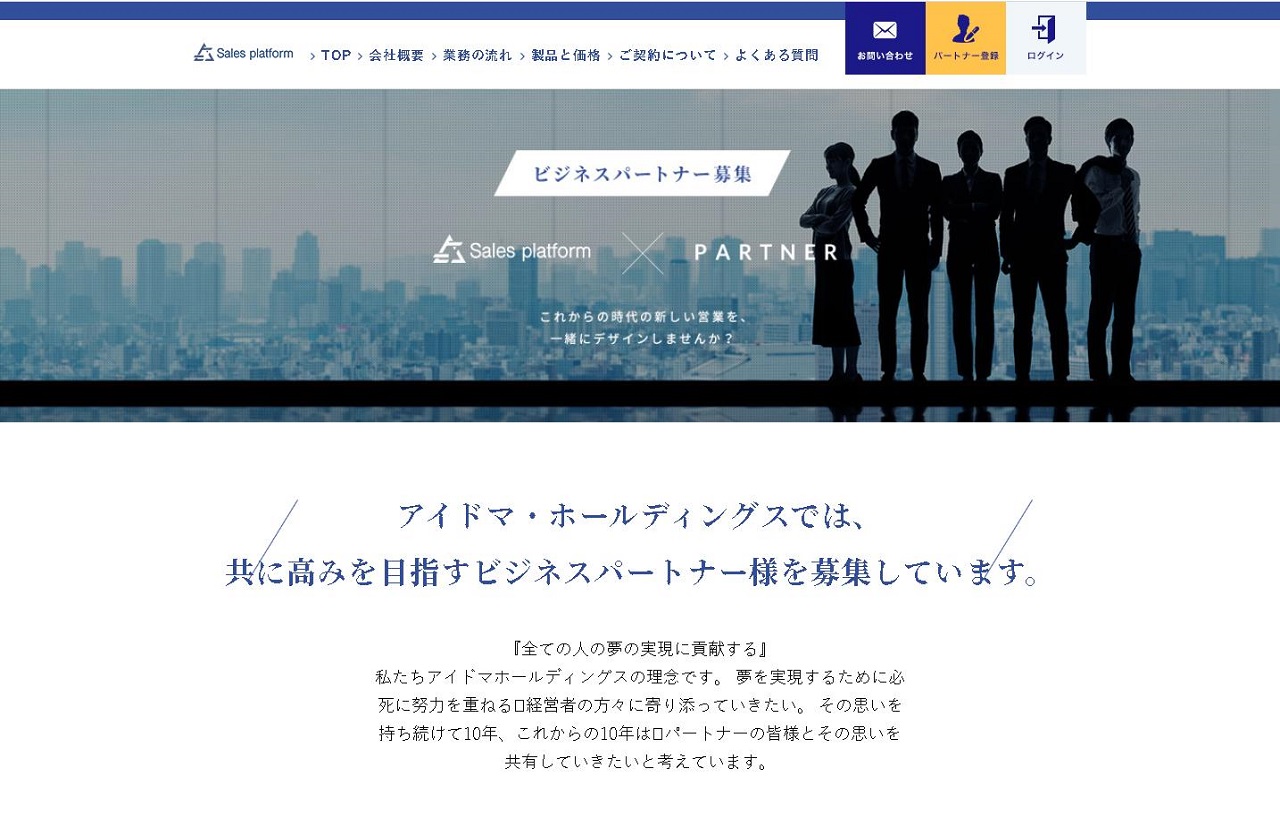 Sales platform
TOP
会社概要
業務の流れ
製品と価格
ご契約について
よくある質問
お問い合わせ
パートナー登録
ログイン
ビジネスパートナー募集
Sales platform
PARTNER
これからの時代の新しい営業を、
一緒にデザインしませんか？
アイドマ・ホールディングスでは、
共に高みを目指すビジネスパートナー様を募集しています。
『全ての人の夢の実現に貢献する』
私たちアイドマホールディングスの理念です。 夢を実現するために必
死に努力を重ねる▯経営者の方々に寄り添っていきたい。 その思いを
持ち続けて10年、これからの10年は▯パートナーの皆様とその思いを
共有していきたいと考えています。